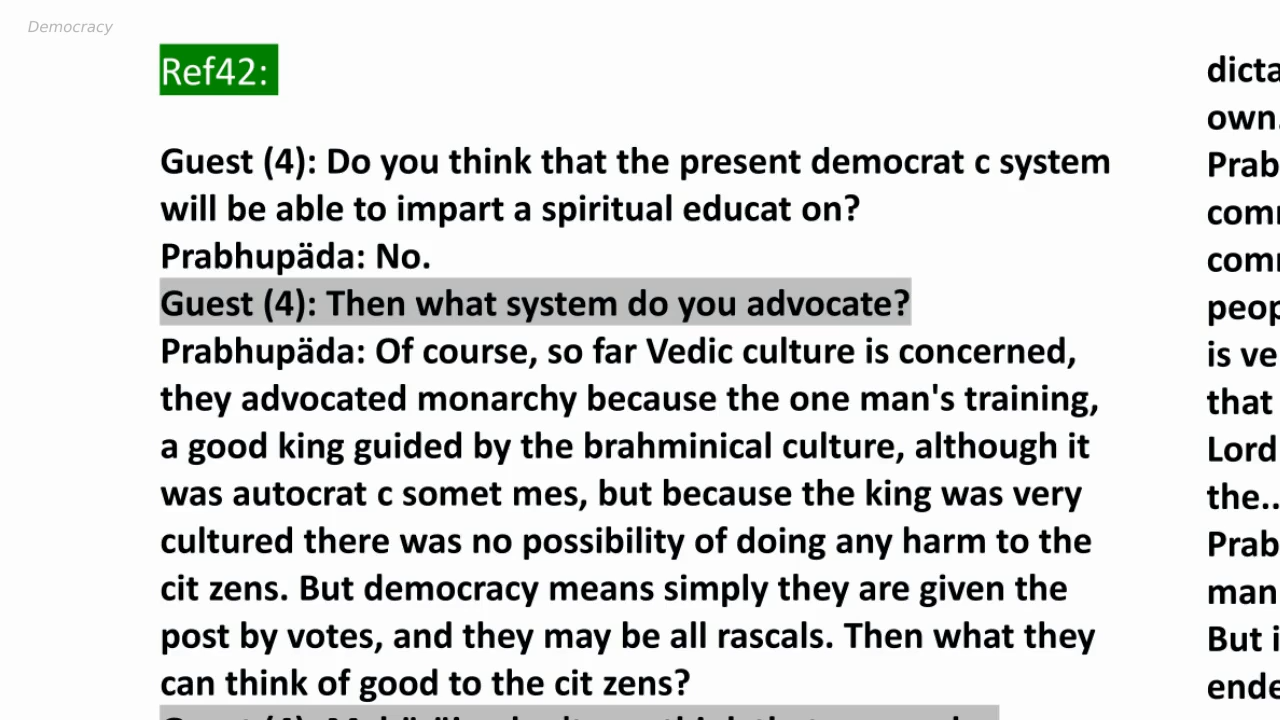 Democracy
Ref42:
Guest (4): Do you think that the present democrat c system
will be able to impart a spiritual educat on?
Prabhupäda: No.
Guest (4): Then what system do you advocate?
Prabhupäda: Of course, so far Vedic culture is concerned,
they advocated monarchy because the one man's training,
a good king guided by the brahminical culture, although it
was autocrat c somet mes, but because the king was very
cultured there was no possibility of doing any harm to the
cit zens. But democracy means simply they are given the
post by votes, and they may be all rascals. Then what they
can think of good to the cit zens?
dicta
own.
Prab
com
com
peop
is ve
that
Lord
the..
Prab
man
But i
ende